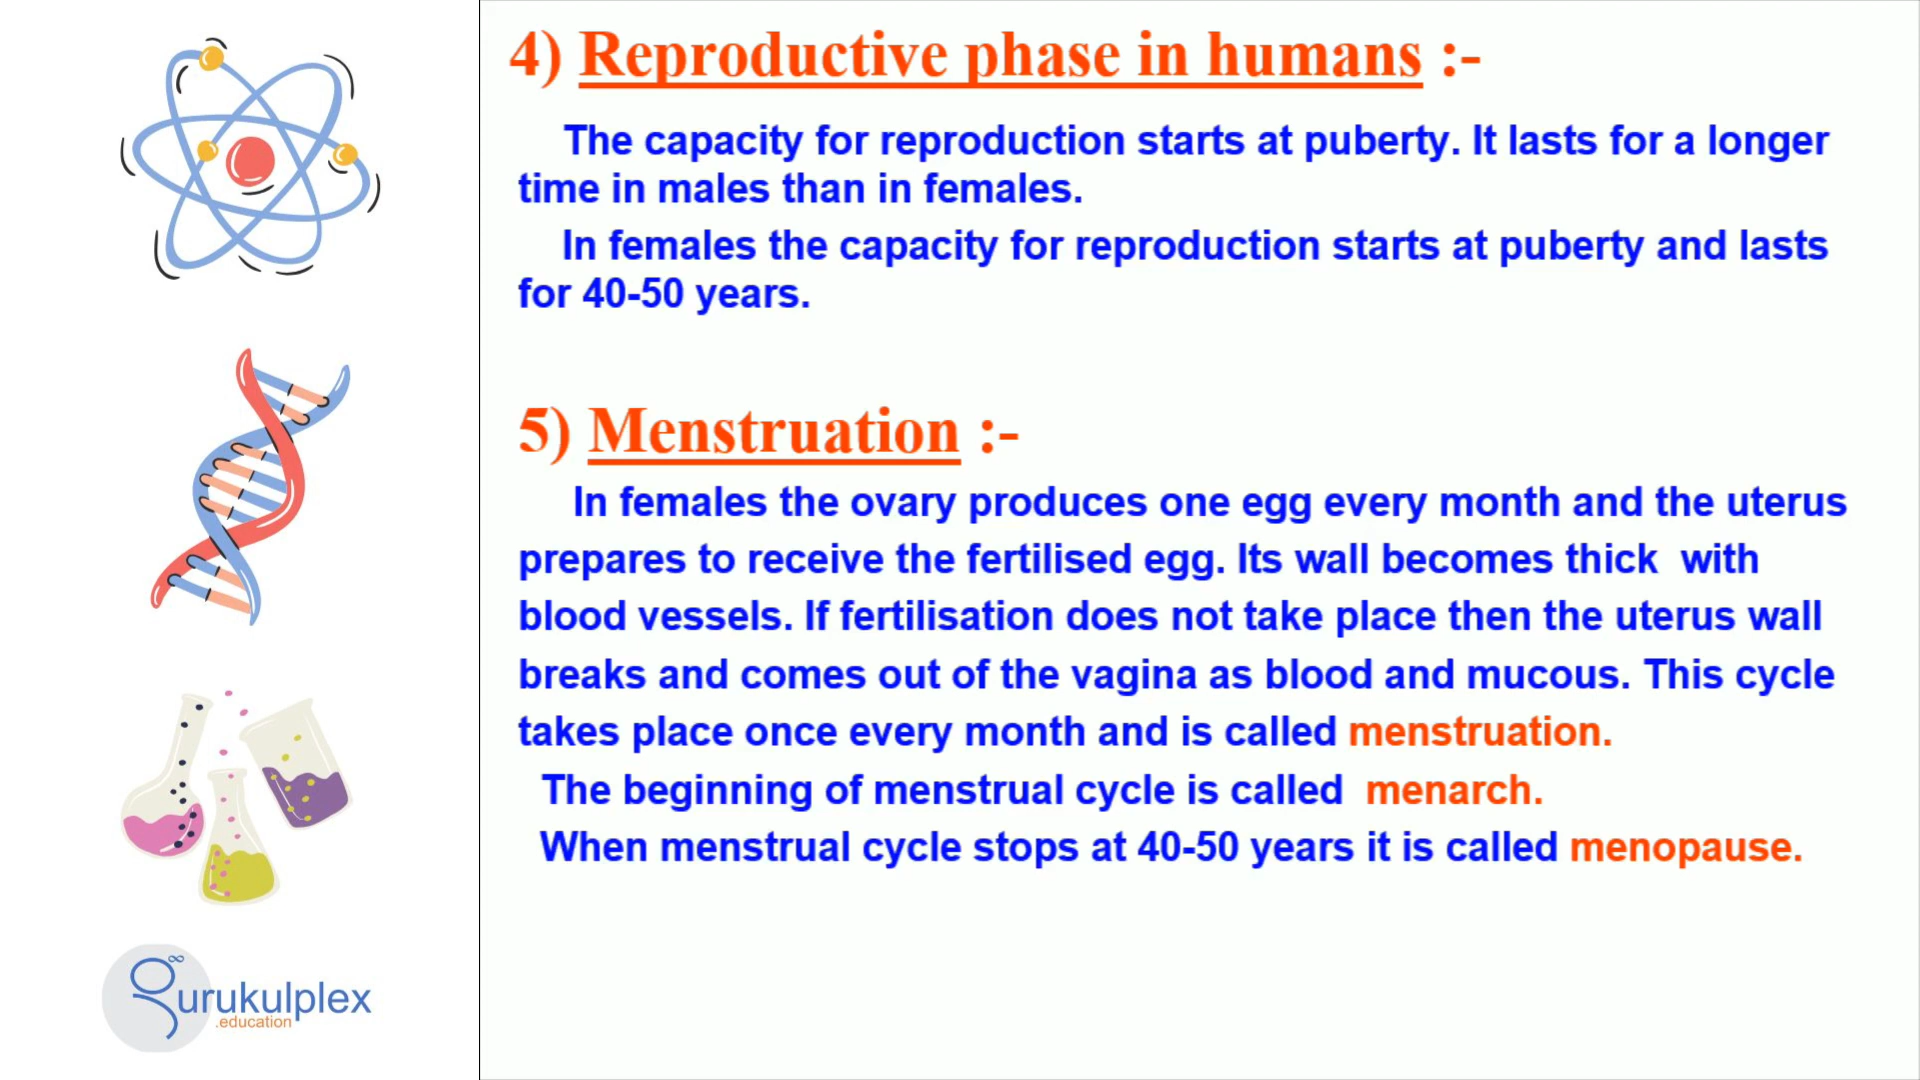 4) Reproductive phase in humans :-
The capacity for reproduction starts at puberty. It lasts for a longer
time in males than in females.
In females the capacity for reproduction starts at puberty and lasts
for 40-50 years.
5) Menstruation :-
In females the ovary produces one egg every month and the uterus
prepares to receive the fertilised egg. Its wall becomes thick with
blood vessels. If fertilisation does not take place then the uterus wall
breaks and comes out of the vagina as blood and mucous. This cycle
takes place once every month and is called menstruation.
The beginning of menstrual cycle is called menarch.
When menstrual cycle stops at 40-50 years it is called menopause.
gurukulplex
.education